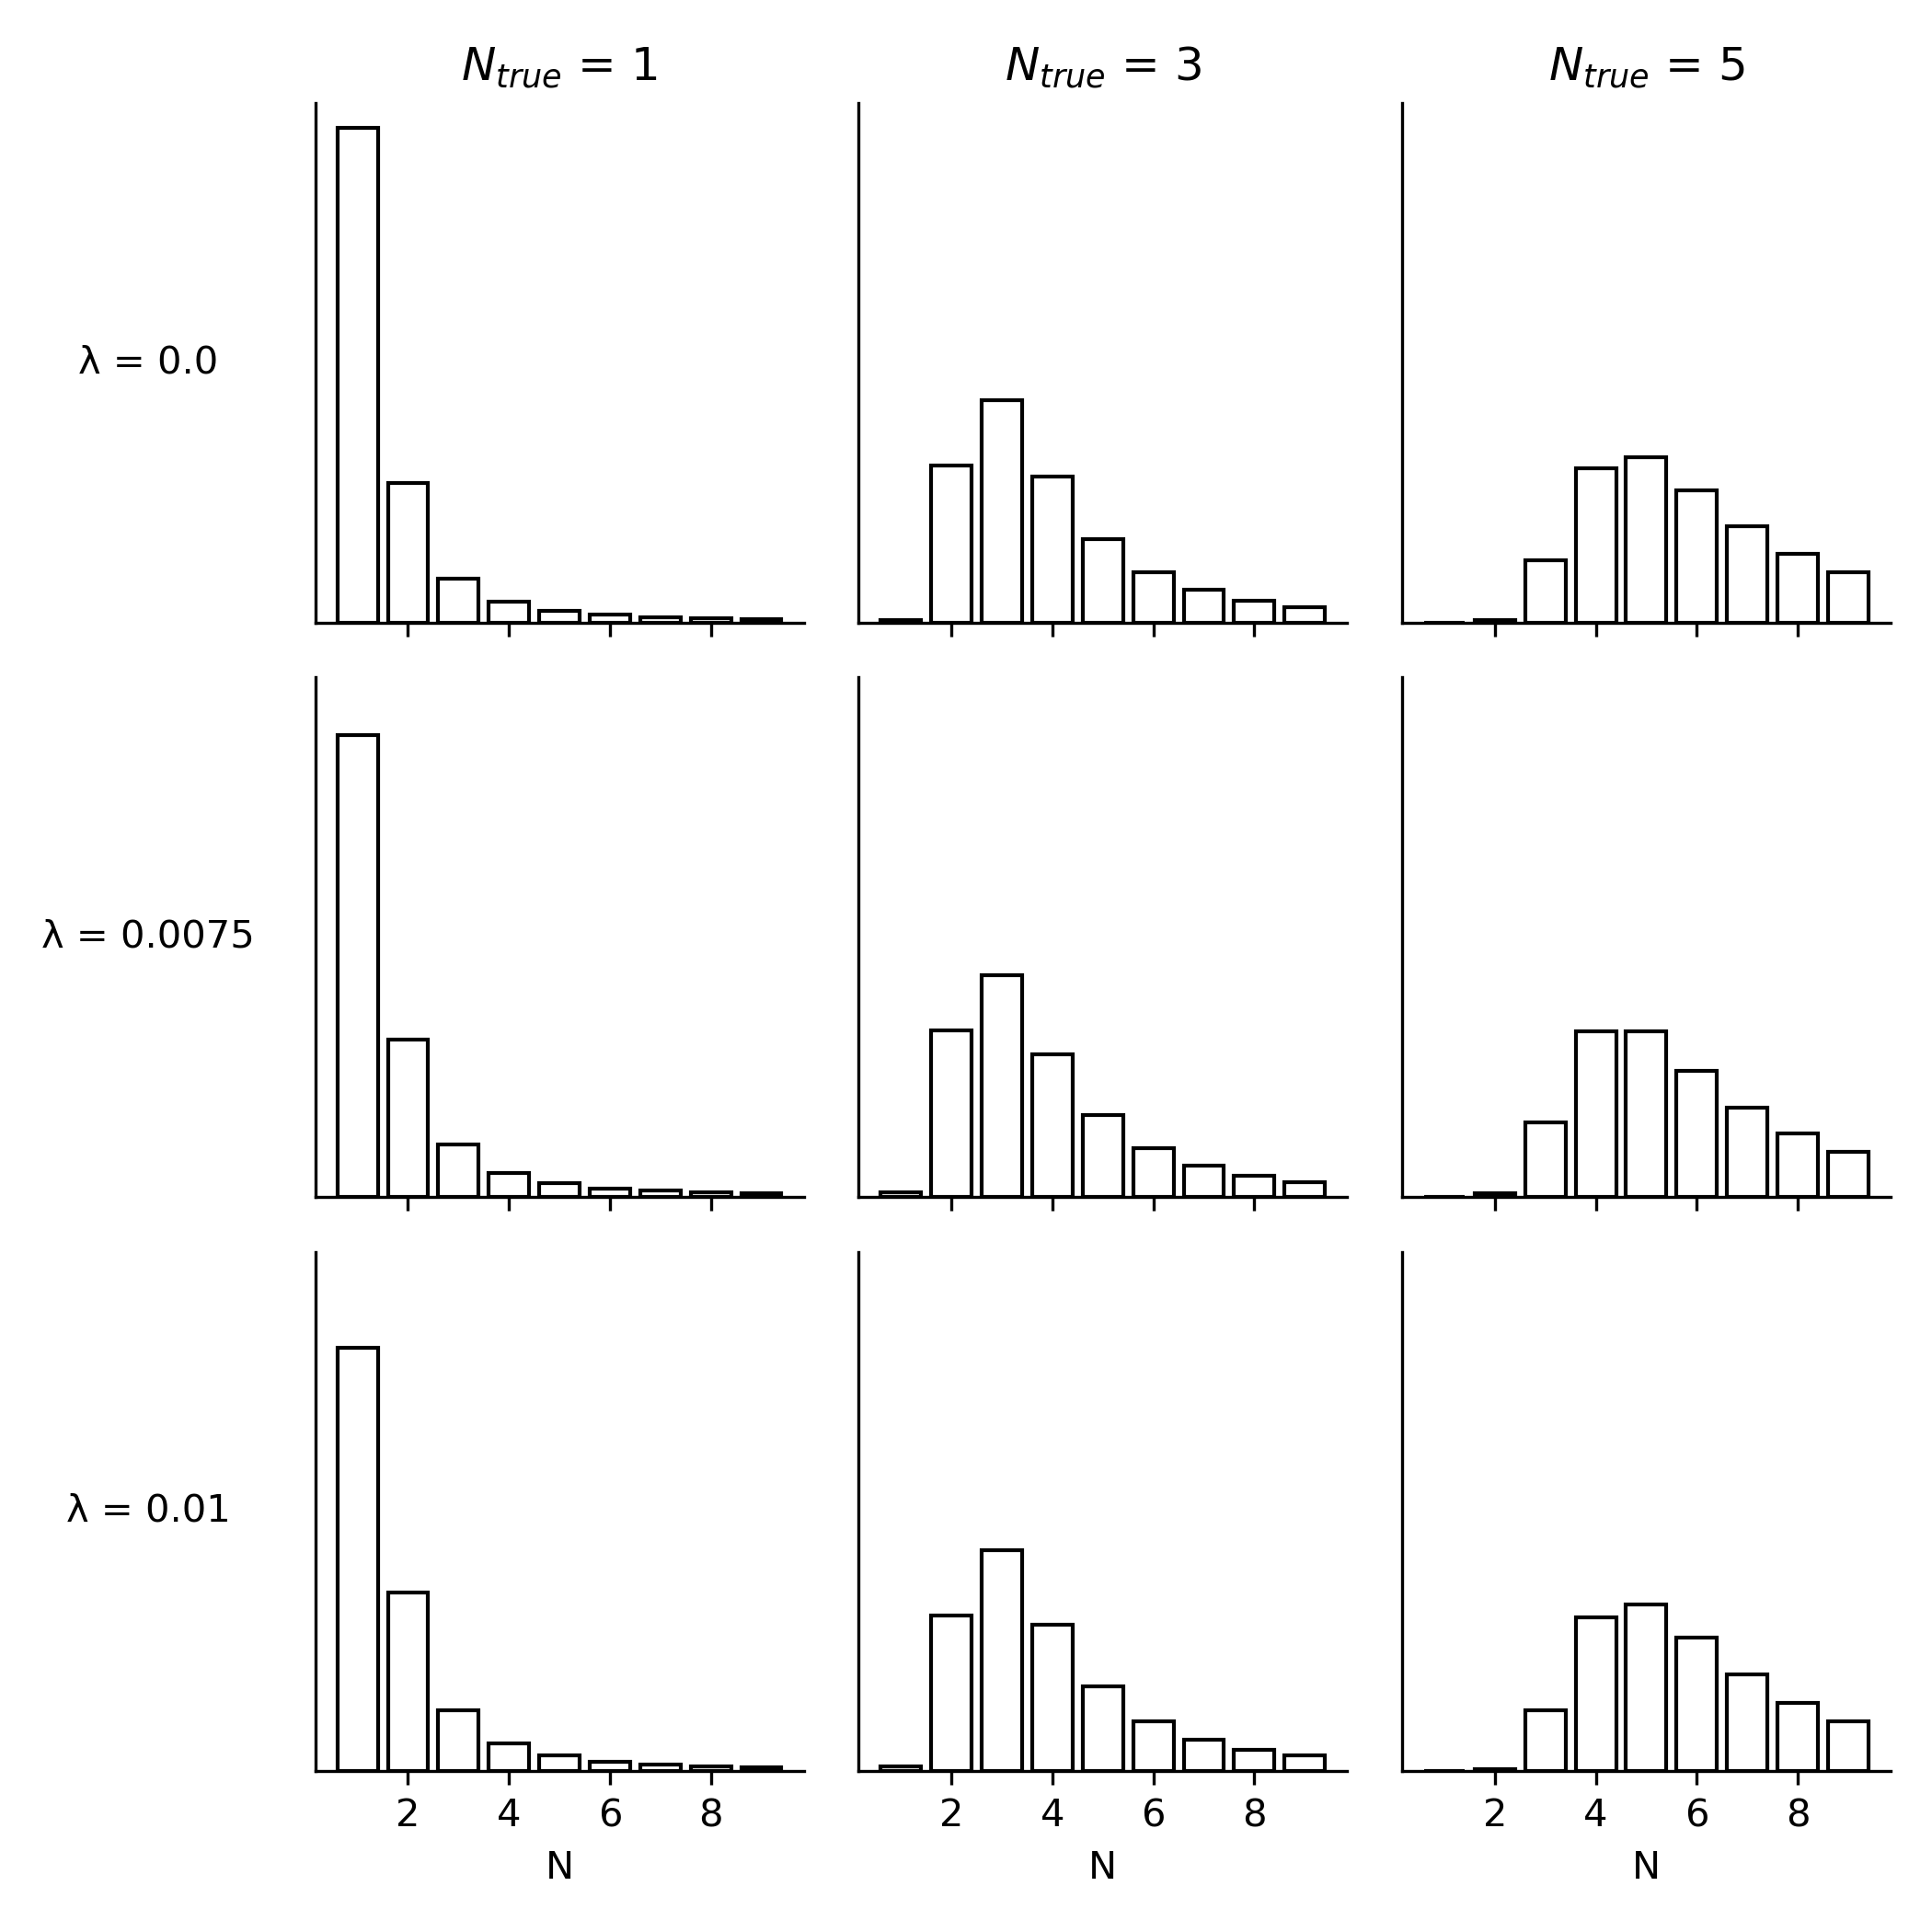 N_true = 1
N_true = 3
N_true = 5
λ = 0.0
λ = 0.0075
λ = 0.01
2 4 6 8
2 4 6 8
2 4 6 8
N
N
N